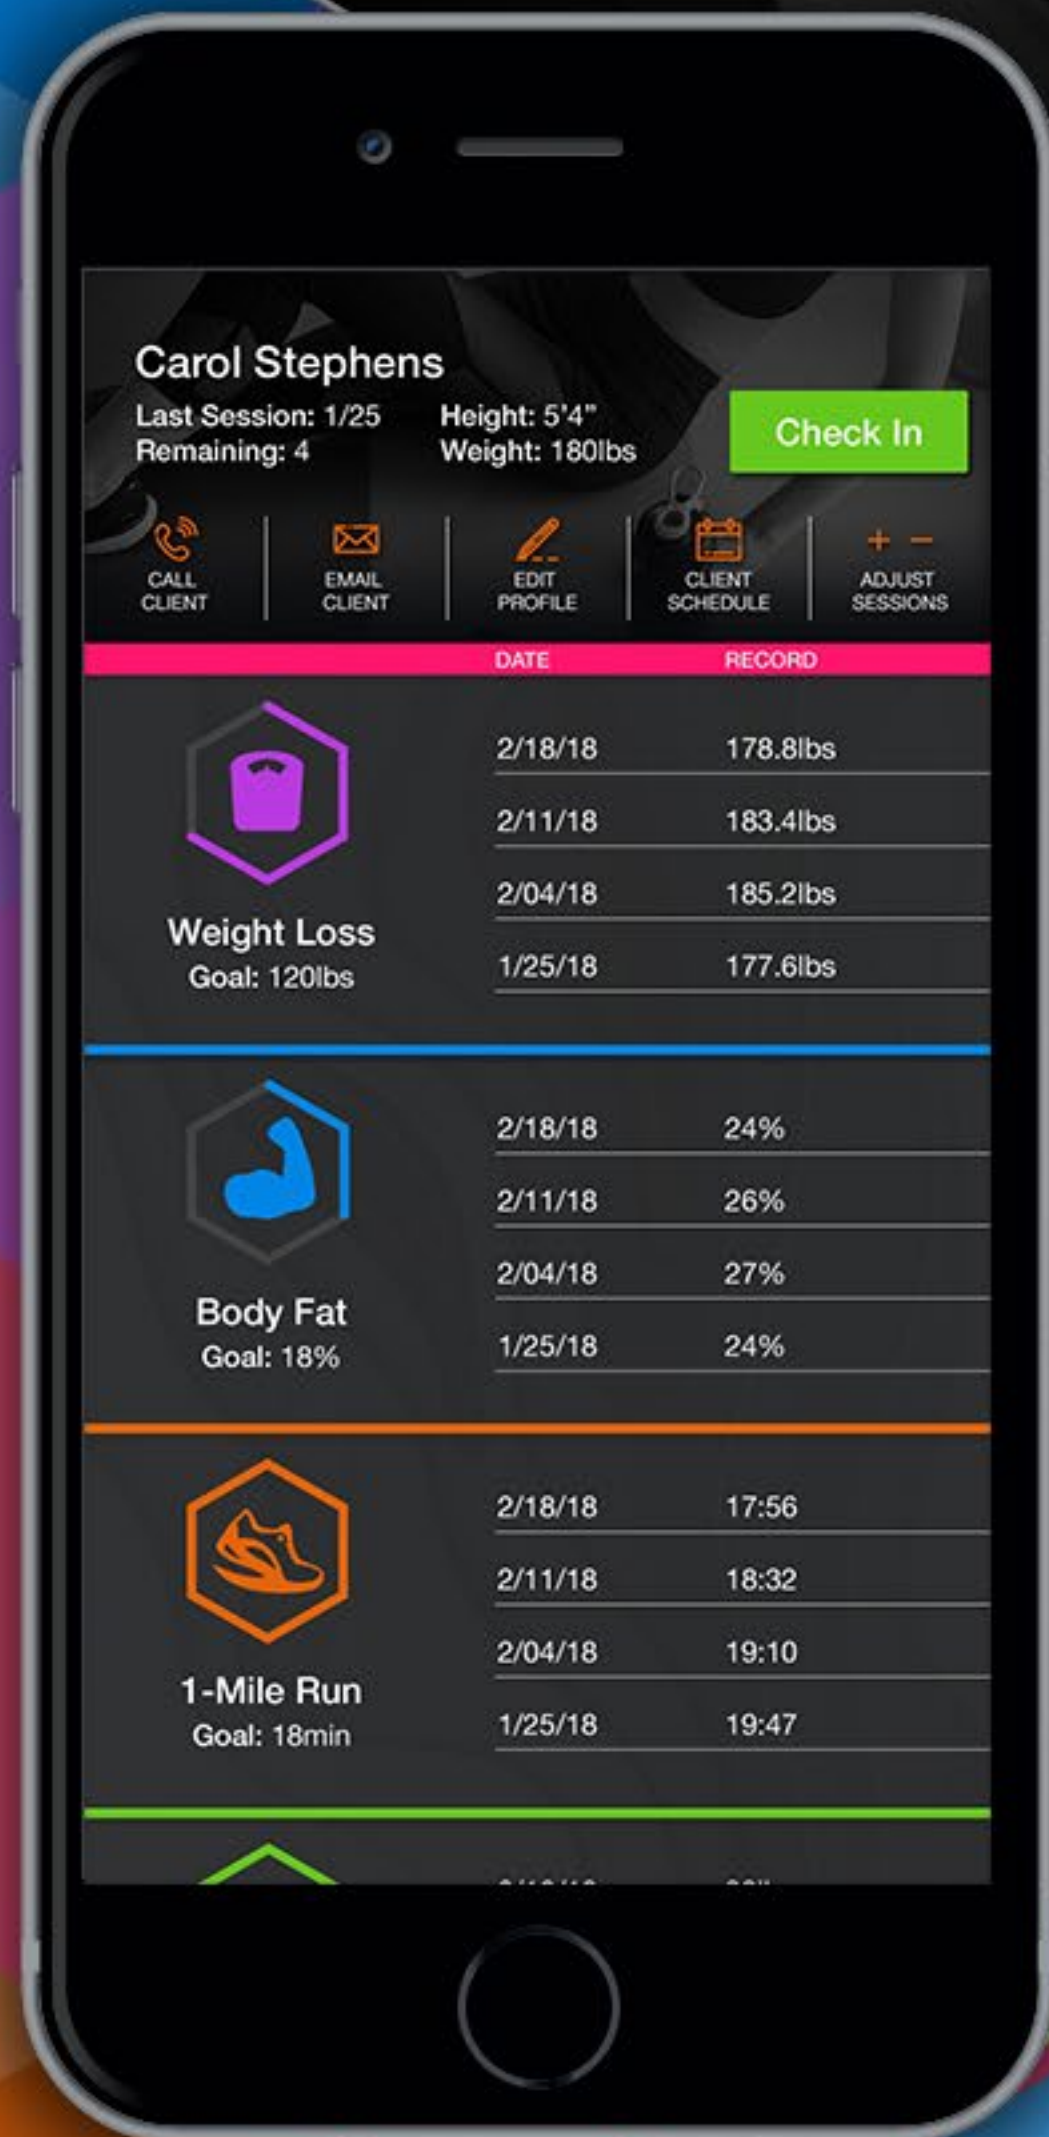 Carol Stephens
Last Session: 1/25 Height: 5'4"
Remaining: 4 Weight: 180lbs
Check In
CALL CLIENT
EMAIL CLIENT
EDIT PROFILE
CLIENT SCHEDULE
+ − ADJUST SESSIONS
DATE RECORD
2/18/18 178.8lbs
2/11/18 183.4lbs
2/04/18 185.2lbs
1/25/18 177.6lbs
Weight Loss
Goal: 120lbs
2/18/18 24%
2/11/18 26%
2/04/18 27%
1/25/18 24%
Body Fat
Goal: 18%
2/18/18 17:56
2/11/18 18:32
2/04/18 19:10
1/25/18 19:47
1-Mile Run
Goal: 18min